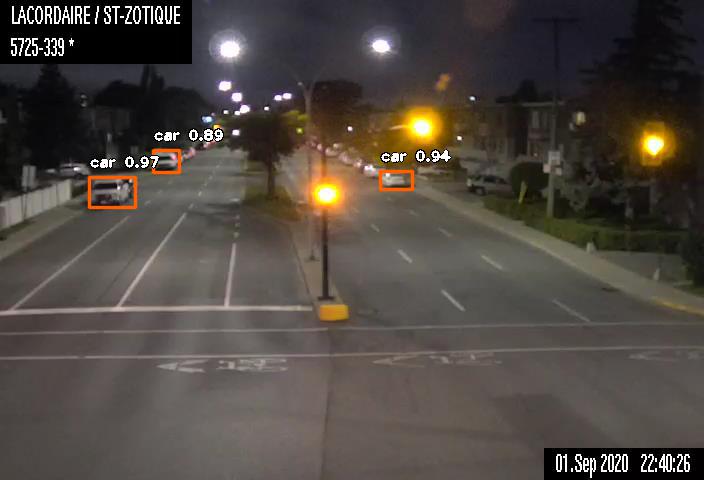 LACORDAIRE / ST-ZOTIQUE
5725-339 *
car 0.89
car 0.97
car 0.94
01.Sep 2020 22:40:26